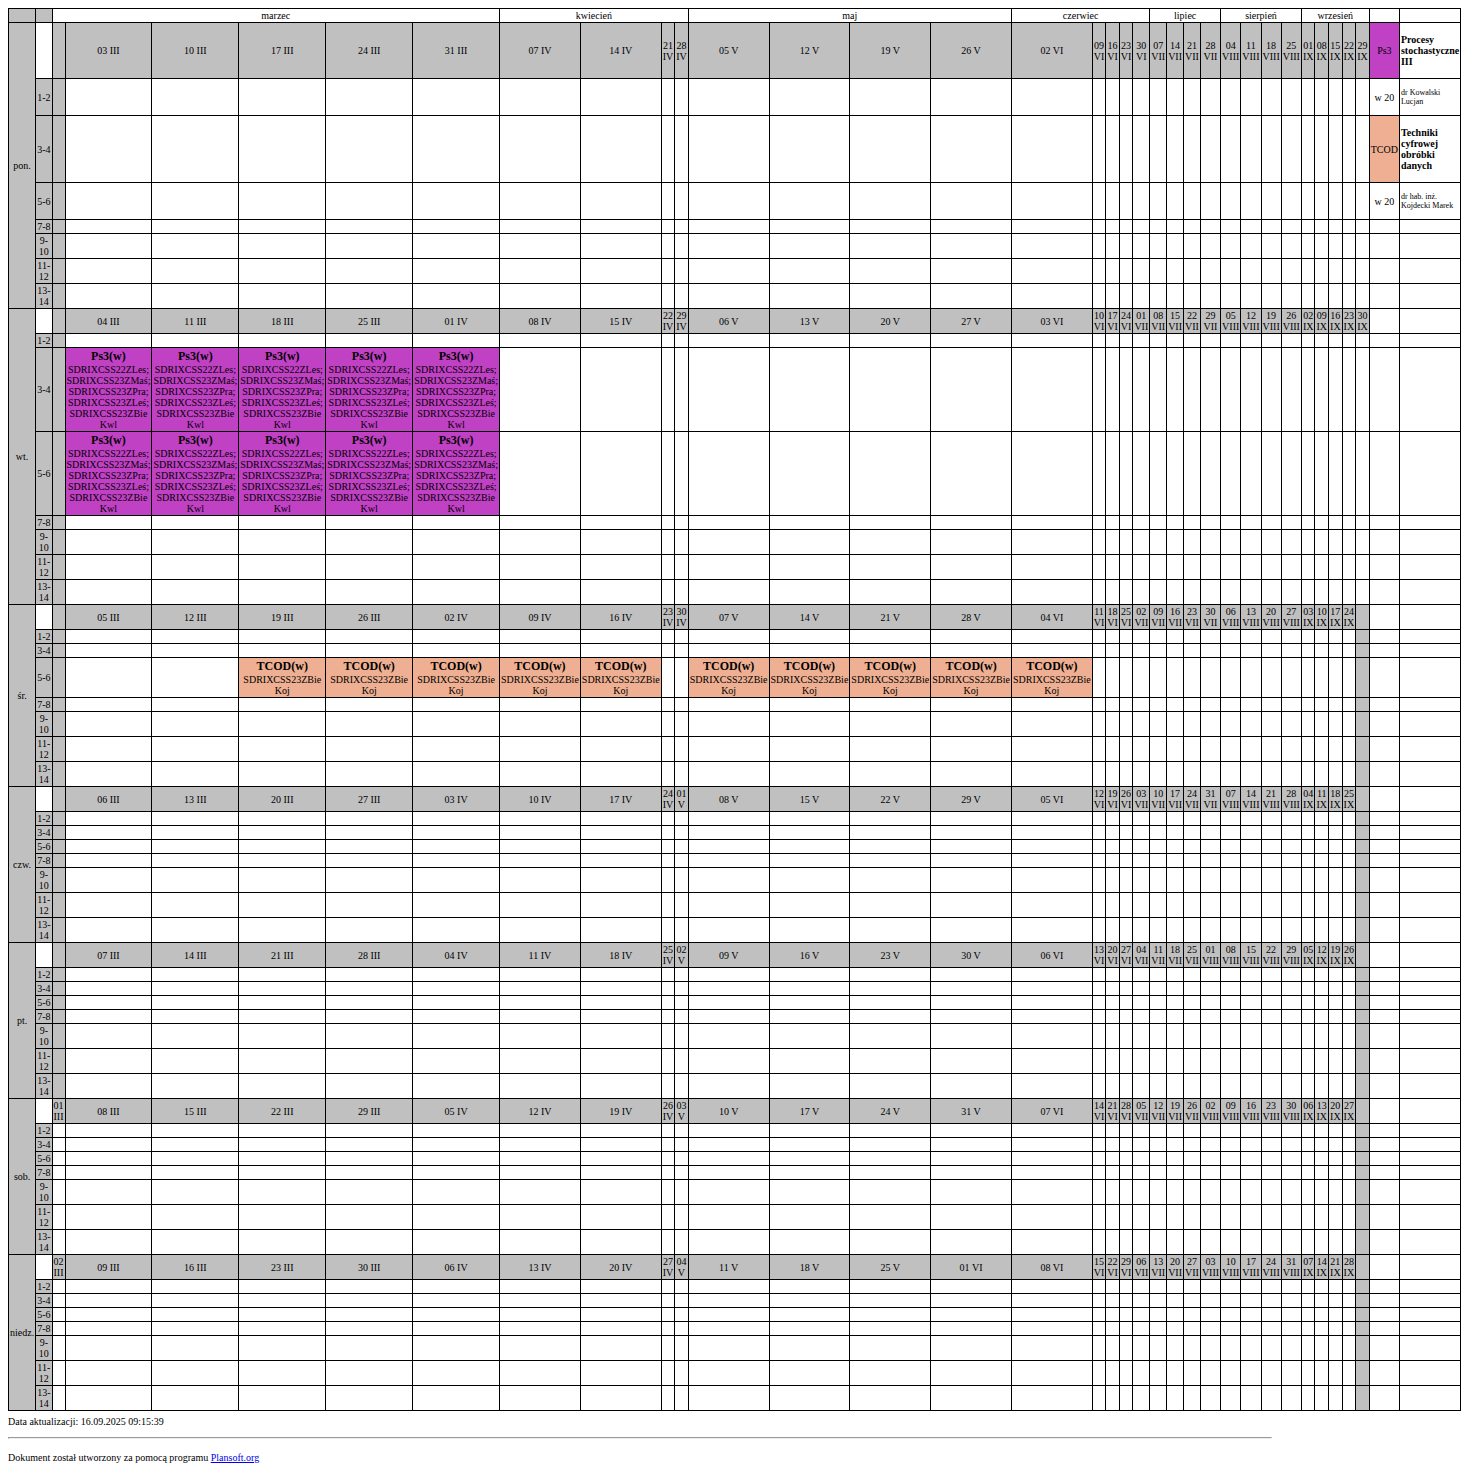 marzec kwiecień maj czerwiec lipiec sierpień wrzesień
pon. 03 III 10 III 17 III 24 III 31 III 07 IV 14 IV 21 IV 28 IV 05 V 12 V 19 V 26 V 02 VI 09 VI 16 VI 23 VI 30 VI 07 VII 14 VII 21 VII 28 VII 04 VIII 11 VIII 18 VIII 25 VIII 01 IX 08 IX 15 IX 22 IX 29 IX Ps3 Procesy stochastyczne III
1-2 w 20 dr Kowalski Lucjan
3-4 TCOD Techniki cyfrowej obróbki danych
5-6 w 20 dr hab. inż. Kojdecki Marek
7-8
9-10
11-12
13-14
wt. 04 III 11 III 18 III 25 III 01 IV 08 IV 15 IV 22 IV 29 IV 06 V 13 V 20 V 27 V 03 VI 10 VI 17 VI 24 VI 01 VII 08 VII 15 VII 22 VII 29 VII 05 VIII 12 VIII 19 VIII 26 VIII 02 IX 09 IX 16 IX 23 IX 30 IX
1-2
3-4
Ps3(w) Ps3(w) Ps3(w) Ps3(w) Ps3(w)
SDRIXCSS22ZLes; SDRIXCSS22ZLes; SDRIXCSS22ZLes; SDRIXCSS22ZLes; SDRIXCSS22ZLes;
SDRIXCSS23ZMaś; SDRIXCSS23ZMaś; SDRIXCSS23ZMaś; SDRIXCSS23ZMaś; SDRIXCSS23ZMaś;
SDRIXCSS23ZPra; SDRIXCSS23ZPra; SDRIXCSS23ZPra; SDRIXCSS23ZPra; SDRIXCSS23ZPra;
SDRIXCSS23ZLeś; SDRIXCSS23ZLeś; SDRIXCSS23ZLeś; SDRIXCSS23ZLeś; SDRIXCSS23ZLeś;
SDRIXCSS23ZBie SDRIXCSS23ZBie SDRIXCSS23ZBie SDRIXCSS23ZBie SDRIXCSS23ZBie
Kwl Kwl Kwl Kwl Kwl
5-6
Ps3(w) Ps3(w) Ps3(w) Ps3(w) Ps3(w)
SDRIXCSS22ZLes; SDRIXCSS22ZLes; SDRIXCSS22ZLes; SDRIXCSS22ZLes; SDRIXCSS22ZLes;
SDRIXCSS23ZMaś; SDRIXCSS23ZMaś; SDRIXCSS23ZMaś; SDRIXCSS23ZMaś; SDRIXCSS23ZMaś;
SDRIXCSS23ZPra; SDRIXCSS23ZPra; SDRIXCSS23ZPra; SDRIXCSS23ZPra; SDRIXCSS23ZPra;
SDRIXCSS23ZLeś; SDRIXCSS23ZLeś; SDRIXCSS23ZLeś; SDRIXCSS23ZLeś; SDRIXCSS23ZLeś;
SDRIXCSS23ZBie SDRIXCSS23ZBie SDRIXCSS23ZBie SDRIXCSS23ZBie SDRIXCSS23ZBie
Kwl Kwl Kwl Kwl Kwl
7-8
9-10
11-12
13-14
śr. 05 III 12 III 19 III 26 III 02 IV 09 IV 16 IV 23 IV 30 IV 07 V 14 V 21 V 28 V 04 VI 11 VI 18 VI 25 VI 02 VII 09 VII 16 VII 23 VII 30 VII 06 VIII 13 VIII 20 VIII 27 VIII 03 IX 10 IX 17 IX 24 IX
1-2
3-4
5-6
TCOD(w) TCOD(w) TCOD(w) TCOD(w) TCOD(w) TCOD(w) TCOD(w) TCOD(w) TCOD(w) TCOD(w)
SDRIXCSS23ZBie SDRIXCSS23ZBie SDRIXCSS23ZBie SDRIXCSS23ZBie SDRIXCSS23ZBie SDRIXCSS23ZBie SDRIXCSS23ZBie SDRIXCSS23ZBie SDRIXCSS23ZBie SDRIXCSS23ZBie
Koj Koj Koj Koj Koj Koj Koj Koj Koj Koj
7-8
9-10
11-12
13-14
czw. 06 III 13 III 20 III 27 III 03 IV 10 IV 17 IV 24 IV 01 V 08 V 15 V 22 V 29 V 05 VI 12 VI 19 VI 26 VI 03 VII 10 VII 17 VII 24 VII 31 VII 07 VIII 14 VIII 21 VIII 28 VIII 04 IX 11 IX 18 IX 25 IX
1-2
3-4
5-6
7-8
9-10
11-12
13-14
pt. 07 III 14 III 21 III 28 III 04 IV 11 IV 18 IV 25 IV 02 V 09 V 16 V 23 V 30 V 06 VI 13 VI 20 VI 27 VI 04 VII 11 VII 18 VII 25 VII 01 VIII 08 VIII 15 VIII 22 VIII 29 VIII 05 IX 12 IX 19 IX 26 IX
1-2
3-4
5-6
7-8
9-10
11-12
13-14
sob. 01 III 08 III 15 III 22 III 29 III 05 IV 12 IV 19 IV 26 IV 03 V 10 V 17 V 24 V 31 V 07 VI 14 VI 21 VI 28 VI 05 VII 12 VII 19 VII 26 VII 02 VIII 09 VIII 16 VIII 23 VIII 30 VIII 06 IX 13 IX 20 IX 27 IX
1-2
3-4
5-6
7-8
9-10
11-12
13-14
niedz. 02 III 09 III 16 III 23 III 30 III 06 IV 13 IV 20 IV 27 IV 04 V 11 V 18 V 25 V 01 VI 08 VI 15 VI 22 VI 29 VI 06 VII 13 VII 20 VII 27 VII 03 VIII 10 VIII 17 VIII 24 VIII 31 VIII 07 IX 14 IX 21 IX 28 IX
1-2
3-4
5-6
7-8
9-10
11-12
13-14
Data aktualizacji: 16.09.2025 09:15:39
Dokument został utworzony za pomocą programu Plansoft.org